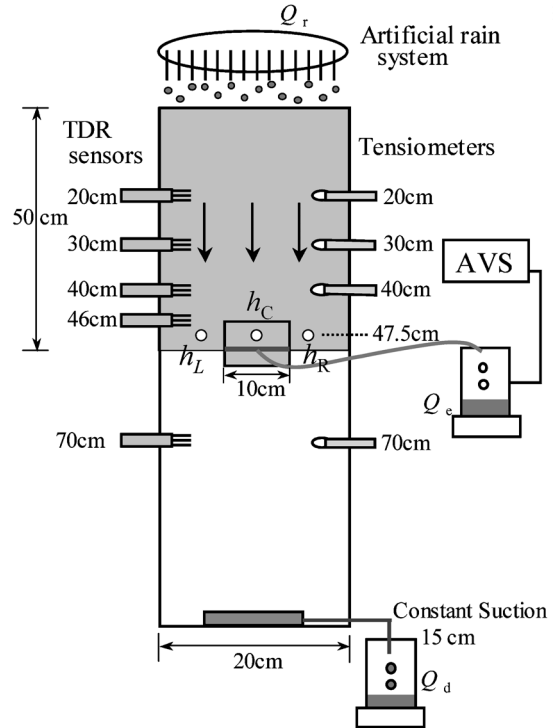 Q r
Artificial rain
system
TDR
sensors
Tensiometers
50 cm
20cm
20cm
30cm
30cm
40cm
40cm
46cm
AVS
h C
h L
h R
47.5cm
10cm
Q e
70cm
70cm
Constant Suction
15 cm
20cm
Q d